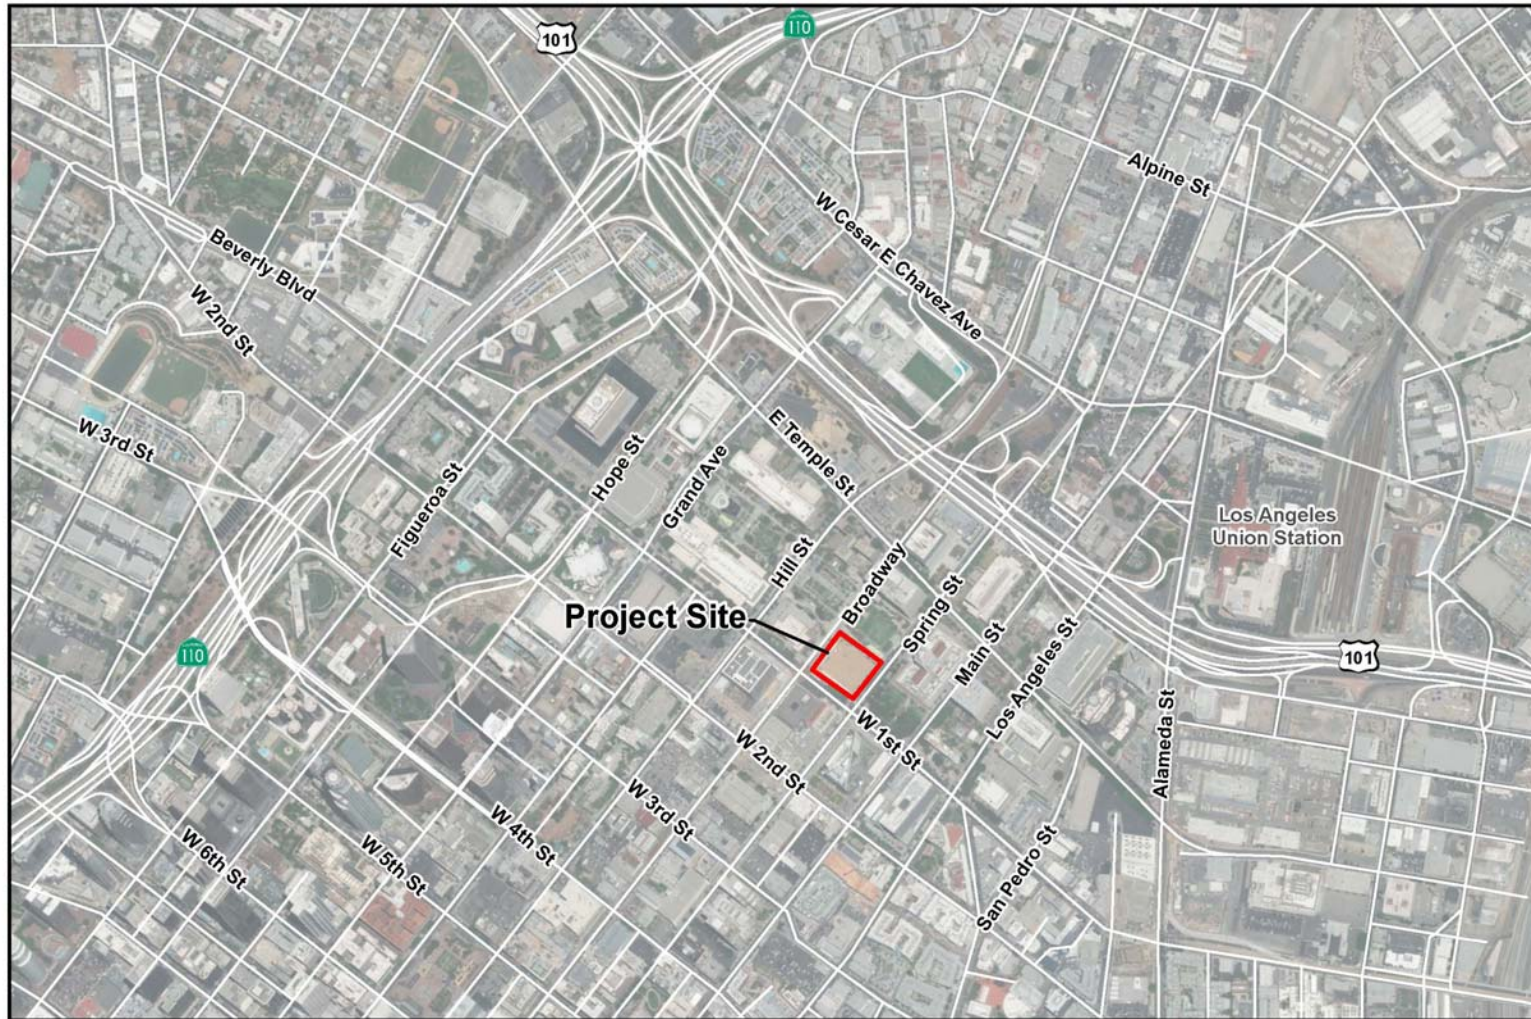 101
110
Alpine St
W Cesar E Chavez Ave
Beverly Blvd
W 2nd St
W 3rd St
E Temple St
Hope St
Grand Ave
Figueroa St
Los Angeles
Union Station
Hill St
Broadway
Spring St
Project Site
Main St
Los Angeles St
110
101
W 1st St
Alameda St
W 2nd St
W 3rd St
W 4th St
W 5th St
W 6th St
San Pedro St